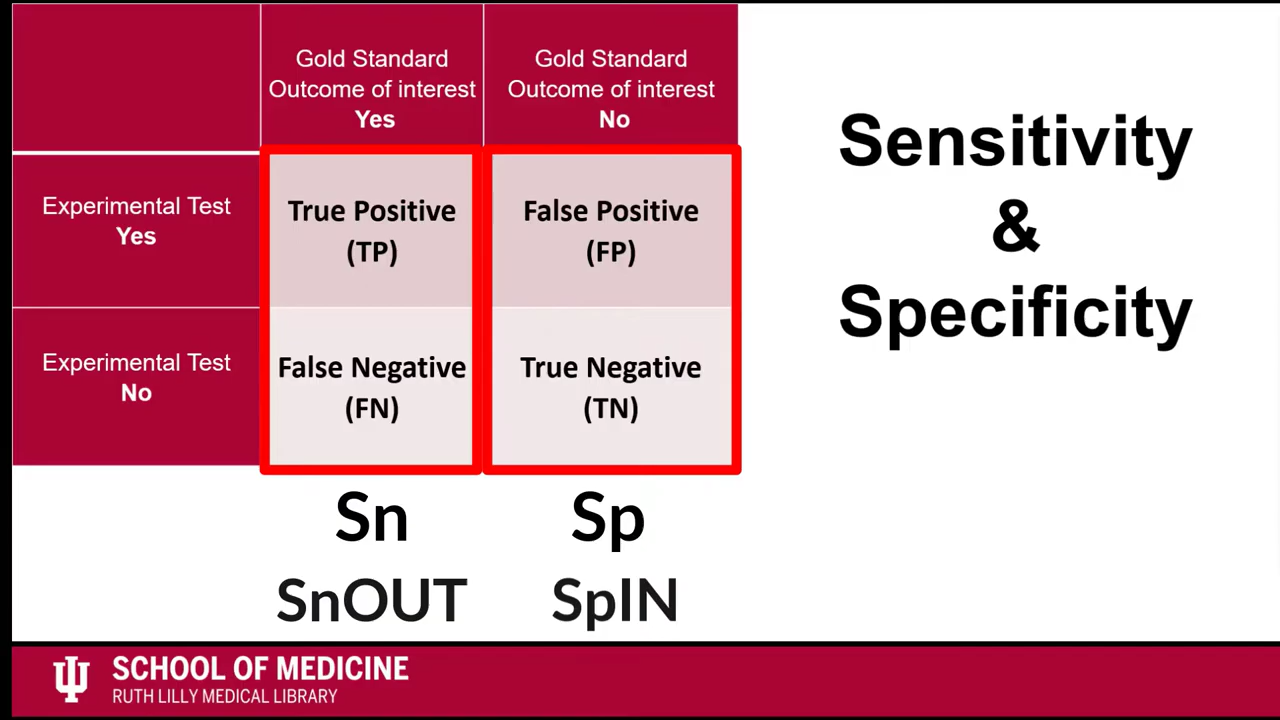 Gold Standard
Outcome of interest
Yes
Gold Standard
Outcome of interest
No
Experimental Test
Yes
True Positive
(TP)
False Positive
(FP)
Experimental Test
No
False Negative
(FN)
True Negative
(TN)
Sn
Sp
SnOUT
SpIN
Sensitivity
&
Specificity
SCHOOL OF MEDICINE
RUTH LILLY MEDICAL LIBRARY